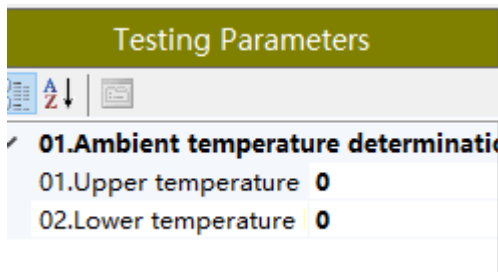 Testing Parameters
01.Ambient temperature determinatio
01.Upper temperature 0
02.Lower temperature 0